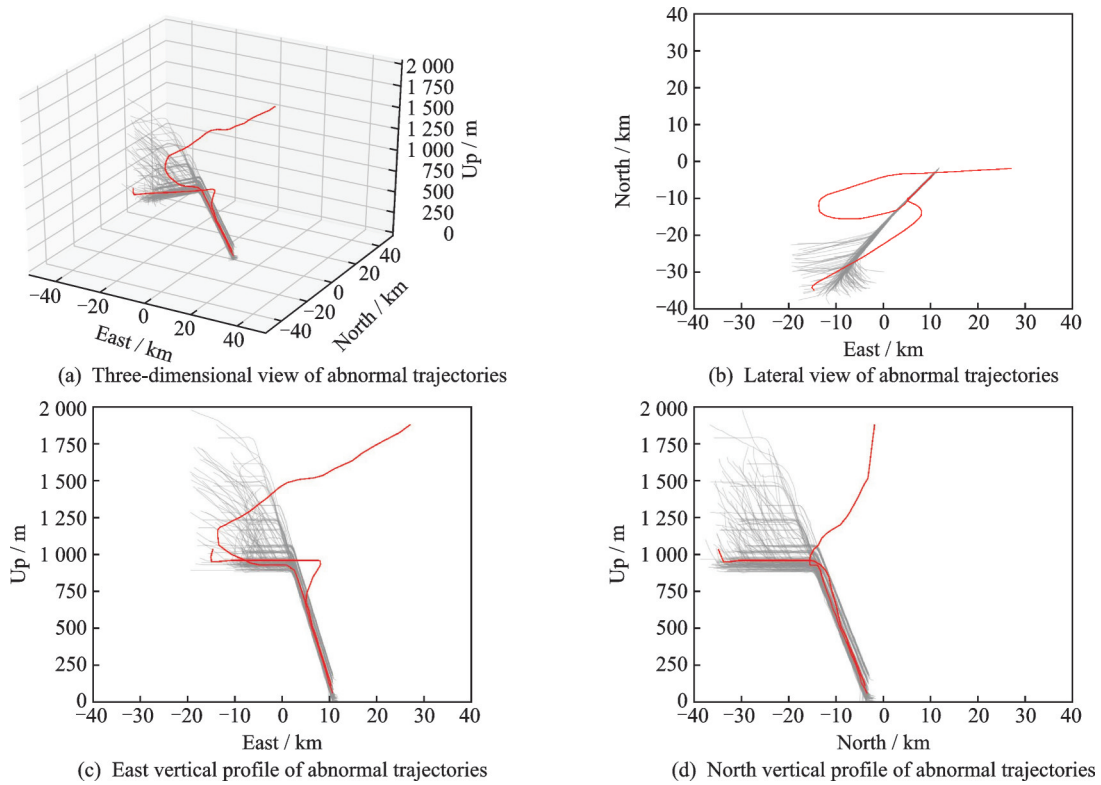 2 000
1 750
1 500
1 250
1 000
750
500
250
0
Up / m
−40
−20
0
20
40
East / km
−40
−20
0
20
40
North / km
(a) Three-dimensional view of abnormal trajectories
40
30
20
10
0
−10
−20
−30
−40
North / km
−40 −30 −20 −10 0 10 20 30 40
East / km
(b) Lateral view of abnormal trajectories
2 000
1 750
1 500
1 250
1 000
750
500
250
0
Up / m
−40 −30 −20 −10 0 10 20 30 40
East / km
(c) East vertical profile of abnormal trajectories
2 000
1 750
1 500
1 250
1 000
750
500
250
0
Up / m
−40 −30 −20 −10 0 10 20 30 40
North / km
(d) North vertical profile of abnormal trajectories